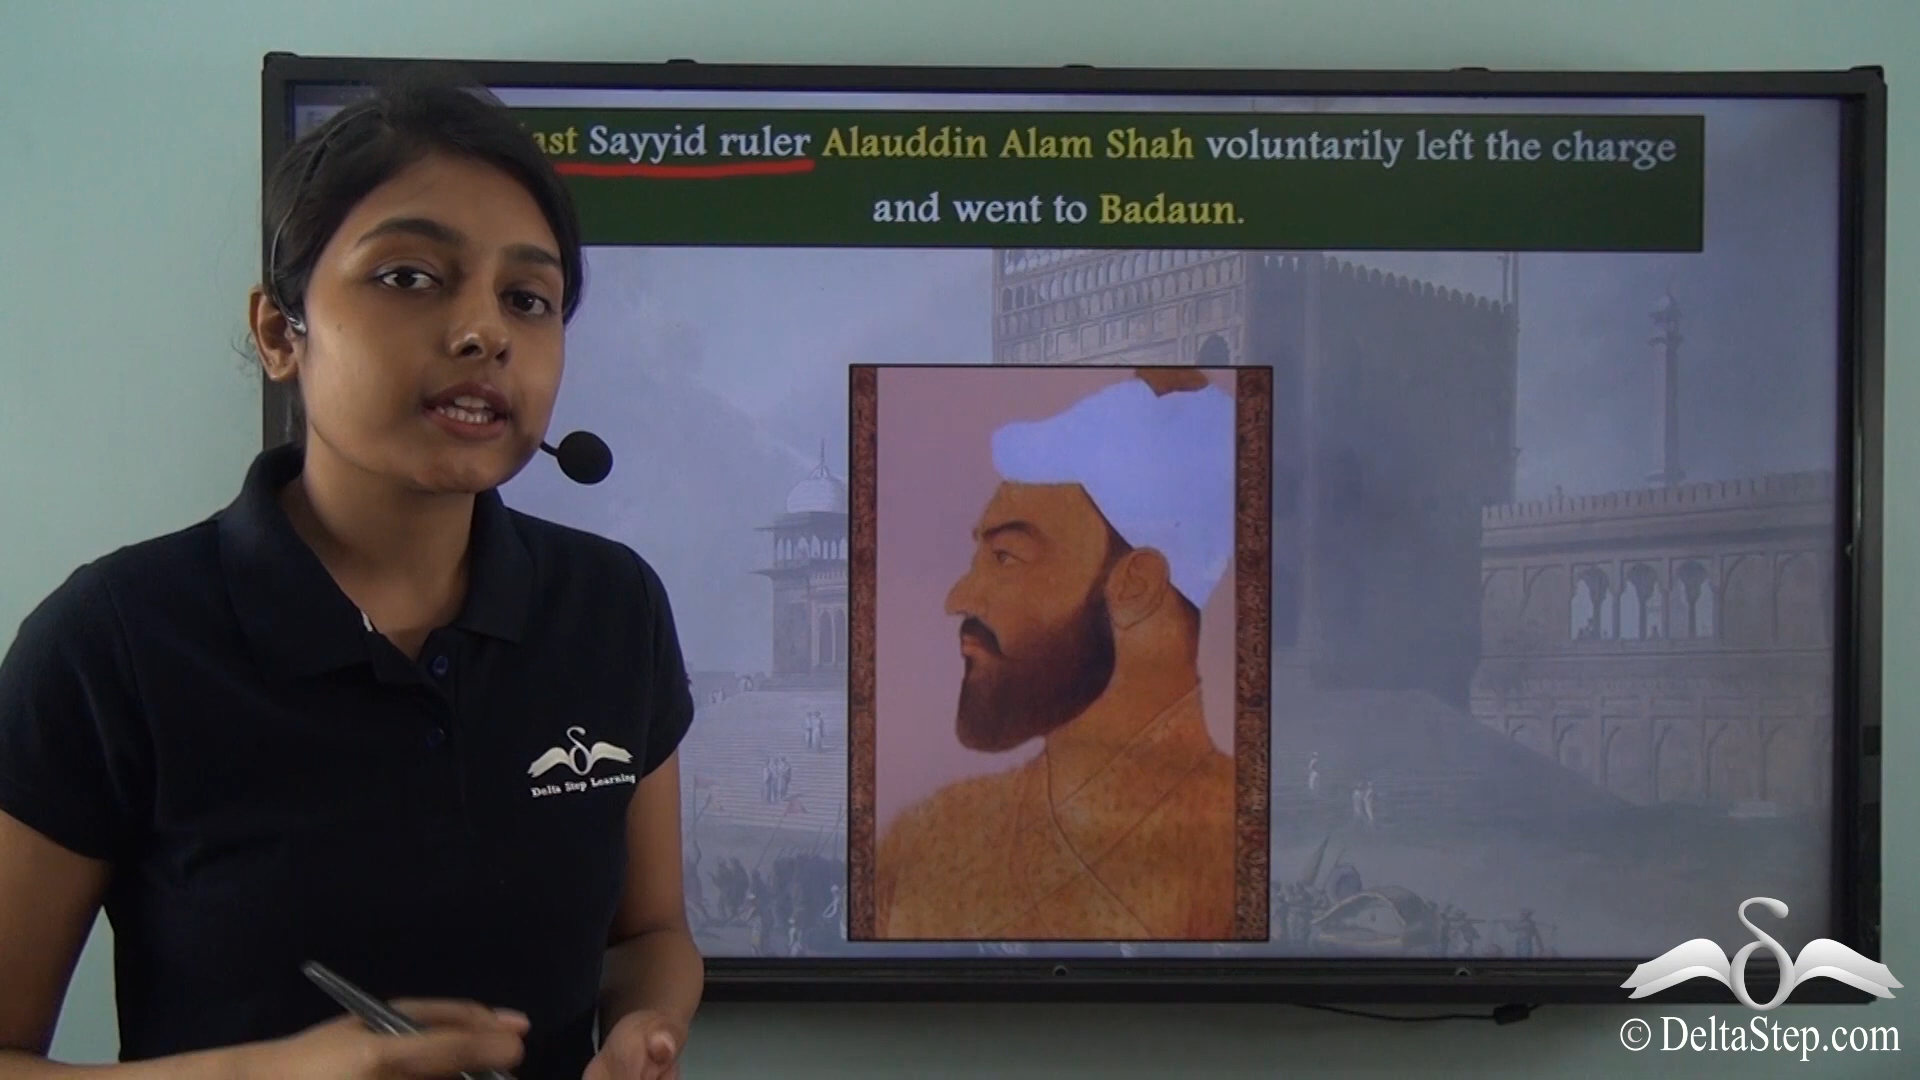 ast Sayyid ruler Alauddin Alam Shah voluntarily left the charge
and went to Badaun.
Delta Step Learning
© DeltaStep.com